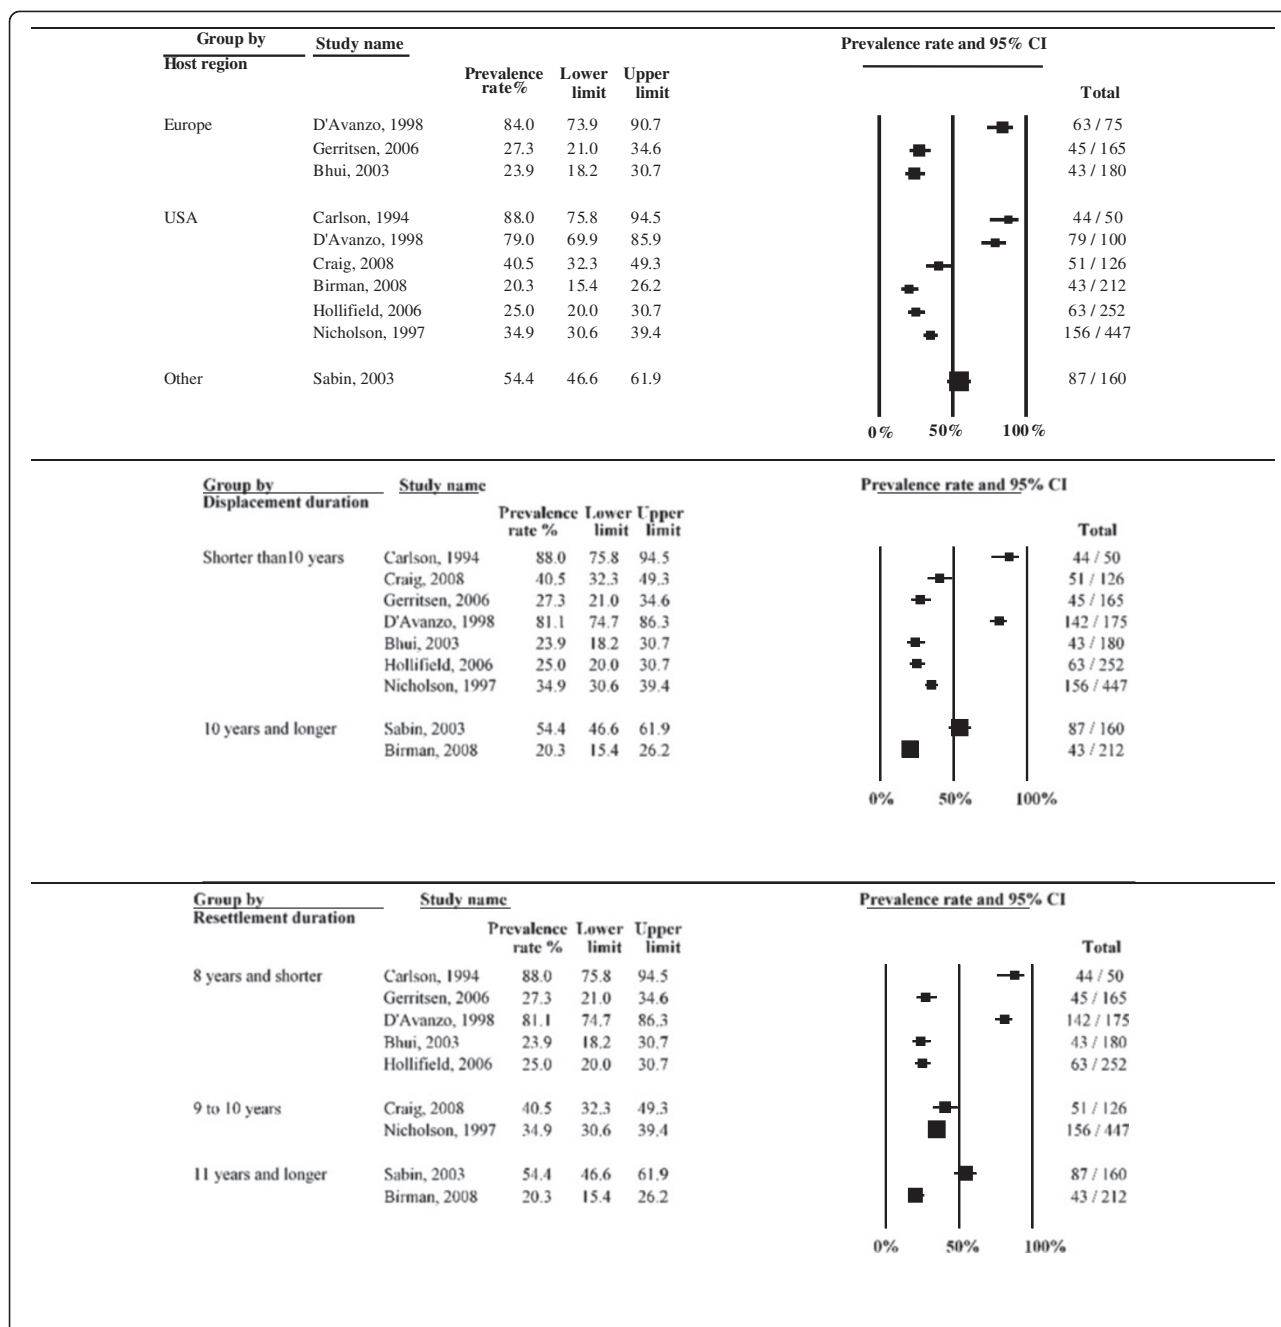 Group by Study name Prevalence rate and 95% CI
Host region
Prevalence Lower Upper
rate% limit limit Total
Europe D'Avanzo, 1998 84.0 73.9 90.7 63 / 75
Gerritsen, 2006 27.3 21.0 34.6 45 / 165
Bhui, 2003 23.9 18.2 30.7 43 / 180
USA Carlson, 1994 88.0 75.8 94.5 44 / 50
D'Avanzo, 1998 79.0 69.9 85.9 79 / 100
Craig, 2008 40.5 32.3 49.3 51 / 126
Birman, 2008 20.3 15.4 26.2 43 / 212
Hollifield, 2006 25.0 20.0 30.7 63 / 252
Nicholson, 1997 34.9 30.6 39.4 156 / 447
Other Sabin, 2003 54.4 46.6 61.9 87 / 160
0% 50% 100%
Group by Study name Prevalence rate and 95% CI
Displacement duration
Prevalence Lower Upper
rate % limit limit Total
Shorter than10 years Carlson, 1994 88.0 75.8 94.5 44 / 50
Craig, 2008 40.5 32.3 49.3 51 / 126
Gerritsen, 2006 27.3 21.0 34.6 45 / 165
D'Avanzo, 1998 81.1 74.7 86.3 142 / 175
Bhui, 2003 23.9 18.2 30.7 43 / 180
Hollifield, 2006 25.0 20.0 30.7 63 / 252
Nicholson, 1997 34.9 30.6 39.4 156 / 447
10 years and longer Sabin, 2003 54.4 46.6 61.9 87 / 160
Birman, 2008 20.3 15.4 26.2 43 / 212
0% 50% 100%
Group by Study name Prevalence rate and 95% CI
Resettlement duration
Prevalence Lower Upper
rate % limit limit Total
8 years and shorter Carlson, 1994 88.0 75.8 94.5 44 / 50
Gerritsen, 2006 27.3 21.0 34.6 45 / 165
D'Avanzo, 1998 81.1 74.7 86.3 142 / 175
Bhui, 2003 23.9 18.2 30.7 43 / 180
Hollifield, 2006 25.0 20.0 30.7 63 / 252
9 to 10 years Craig, 2008 40.5 32.3 49.3 51 / 126
Nicholson, 1997 34.9 30.6 39.4 156 / 447
11 years and longer Sabin, 2003 54.4 46.6 61.9 87 / 160
Birman, 2008 20.3 15.4 26.2 43 / 212
0% 50% 100%